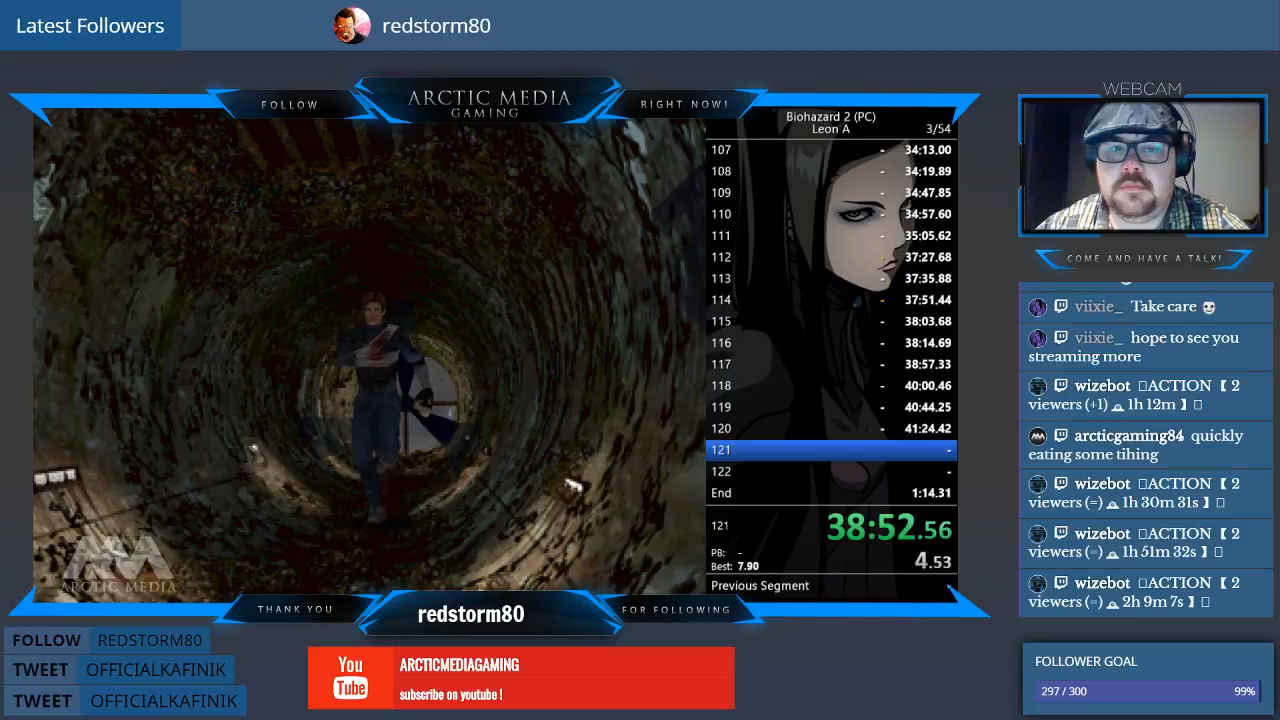 Latest Followers
redstorm80
FOLLOW
ARCTIC MEDIA
GAMING
RIGHT NOW!
Biohazard 2 (PC)
Leon A 3/54
107 - 34:13.00
108 - 34:19.89
109 - 34:47.85
110 - 34:57.60
111 - 35:05.62
112 - 37:27.68
113 - 37:35.88
114 - 37:51.44
115 - 38:03.68
116 - 38:14.69
117 - 38:57.33
118 - 40:00.46
119 - 40:44.25
120 - 41:24.42
121 -
122 -
End 1:14.31
121 38:52.56
PB: -
Best: 7.90 4.53
Previous Segment -
ARCTIC MEDIA
THANK YOU
redstorm80
FOR FOLLOWING
FOLLOW REDSTORM80
TWEET OFFICIALKAFINIK
TWEET OFFICIALKAFINIK
You
Tube
ARCTICMEDIAGAMING
subscribe on youtube !
WEBCAM
COME AND HAVE A TALK!
viixie_ Take care
viixie_ hope to see you
streaming more
wizebot □ACTION 【 2
viewers (+1) 1h 12m 】 □
arcticgaming84 quickly
eating some tihing
wizebot □ACTION 【 2
viewers (=) 1h 30m 31s 】 □
wizebot □ACTION 【 2
viewers (=) 1h 51m 32s 】 □
wizebot □ACTION 【 2
viewers (=) 2h 9m 7s 】 □
FOLLOWER GOAL
297 / 300 99%